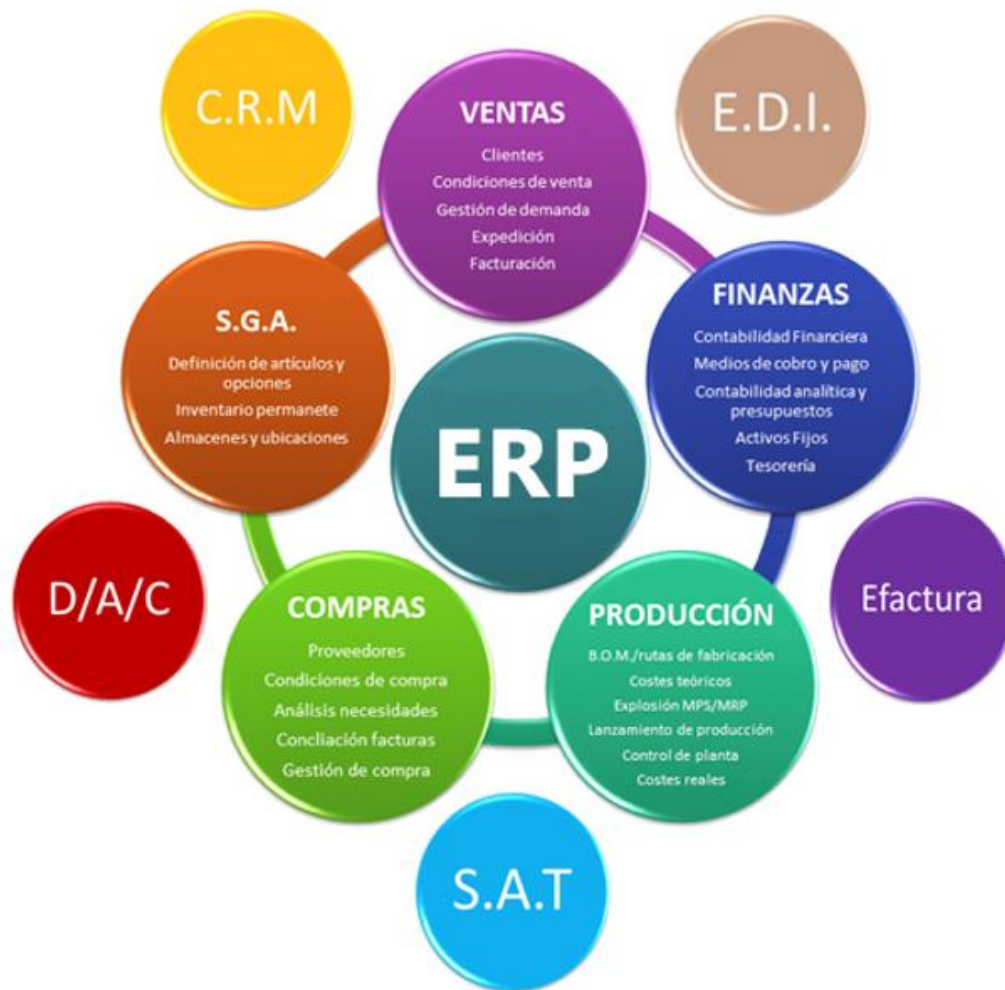 C.R.M
VENTAS
Clientes
Condiciones de venta
Gestión de demanda
Expedición
Facturación
E.D.I.
S.G.A.
Definición de artículos y
opciones
Inventario permanete
Almacenes y ubicaciones
ERP
FINANZAS
Contabilidad Financiera
Medios de cobro y pago
Contabilidad analítica y
presupuestos
Activos Fijos
Tesorería
D/A/C
COMPRAS
Proveedores
Condiciones de compra
Análisis necesidades
Concliación facturas
Gestión de compra
PRODUCCIÓN
B.O.M./rutas de fabricación
Costes teóricos
Explosión MPS/MRP
Lanzamiento de producción
Control de planta
Costes reales
Efactura
S.A.T